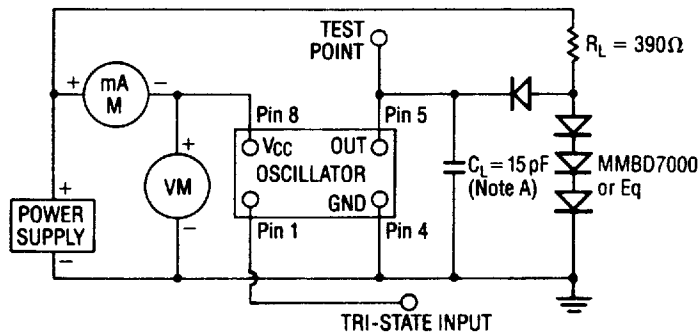 TEST
POINT
R_L = 390Ω
+ mA −
M
Pin 8
Pin 5
VCC
OUT
OSCILLATOR
GND
+
VM
−
C_L = 15 pF
(Note A)
MMBD7000
or Eq
+
POWER
SUPPLY
−
Pin 1
Pin 4
TRI-STATE INPUT